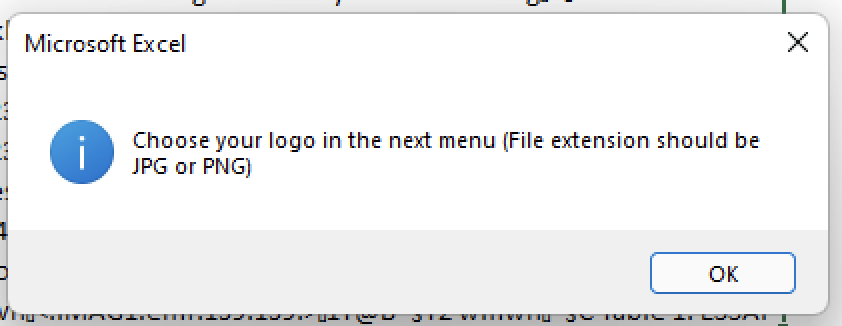 Microsoft Excel
Choose your logo in the next menu (File extension should be
JPG or PNG)
OK